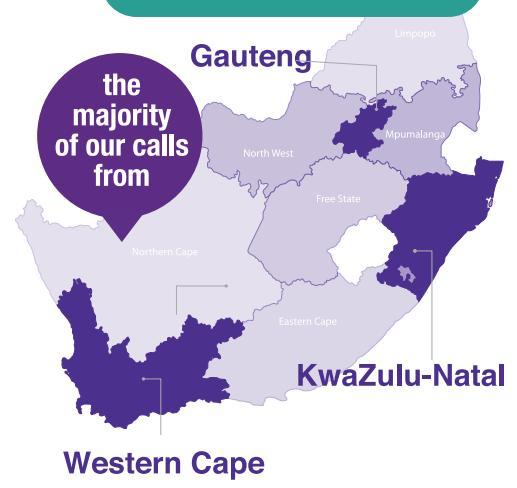 Limpopo
Gauteng
the
majority
of our calls
from
Mpumalanga
North West
Free State
Northern Cape
Eastern Cape
KwaZulu-Natal
Western Cape